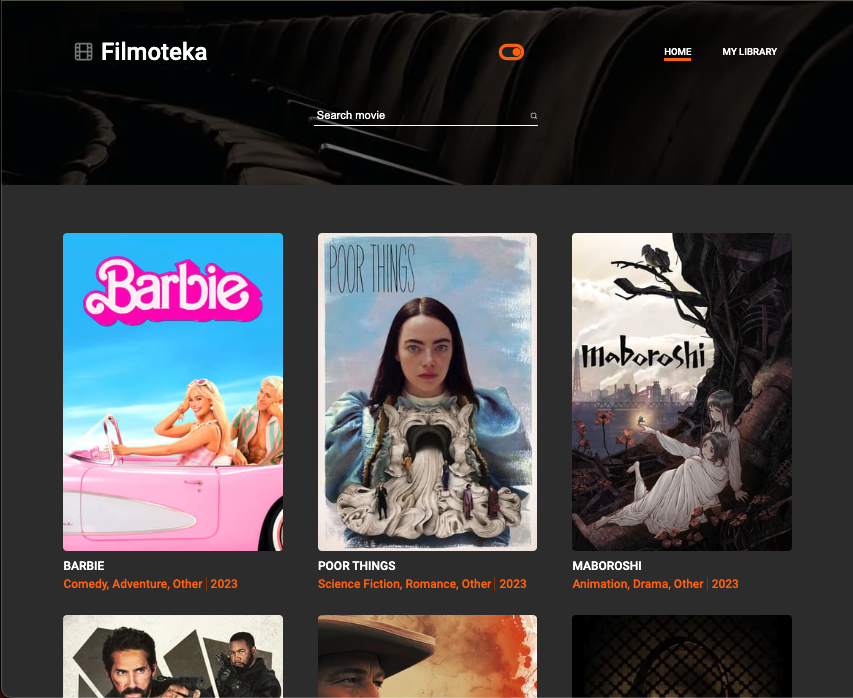 Filmoteka
HOME
MY LIBRARY
Search movie
Barbie
POOR THINGS
maboroshi
BARBIE
Comedy, Adventure, Other | 2023
POOR THINGS
Science Fiction, Romance, Other | 2023
MABOROSHI
Animation, Drama, Other | 2023